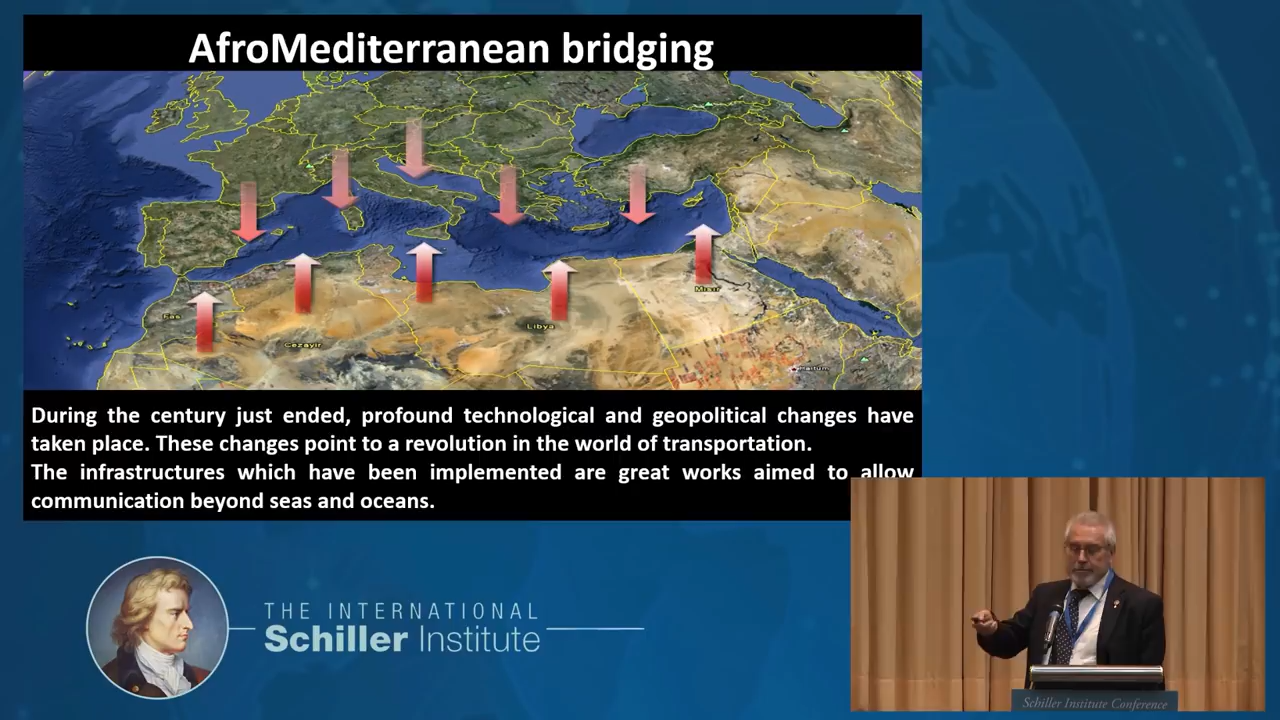 AfroMediterranean bridging
Fas
Cezayir
Libya
Mısır
Hartum
During the century just ended, profound technological and geopolitical changes have
taken place. These changes point to a revolution in the world of transportation.
The infrastructures which have been implemented are great works aimed to allow
communication beyond seas and oceans.
THE INTERNATIONAL
Schiller Institute
Schiller Institute Conference